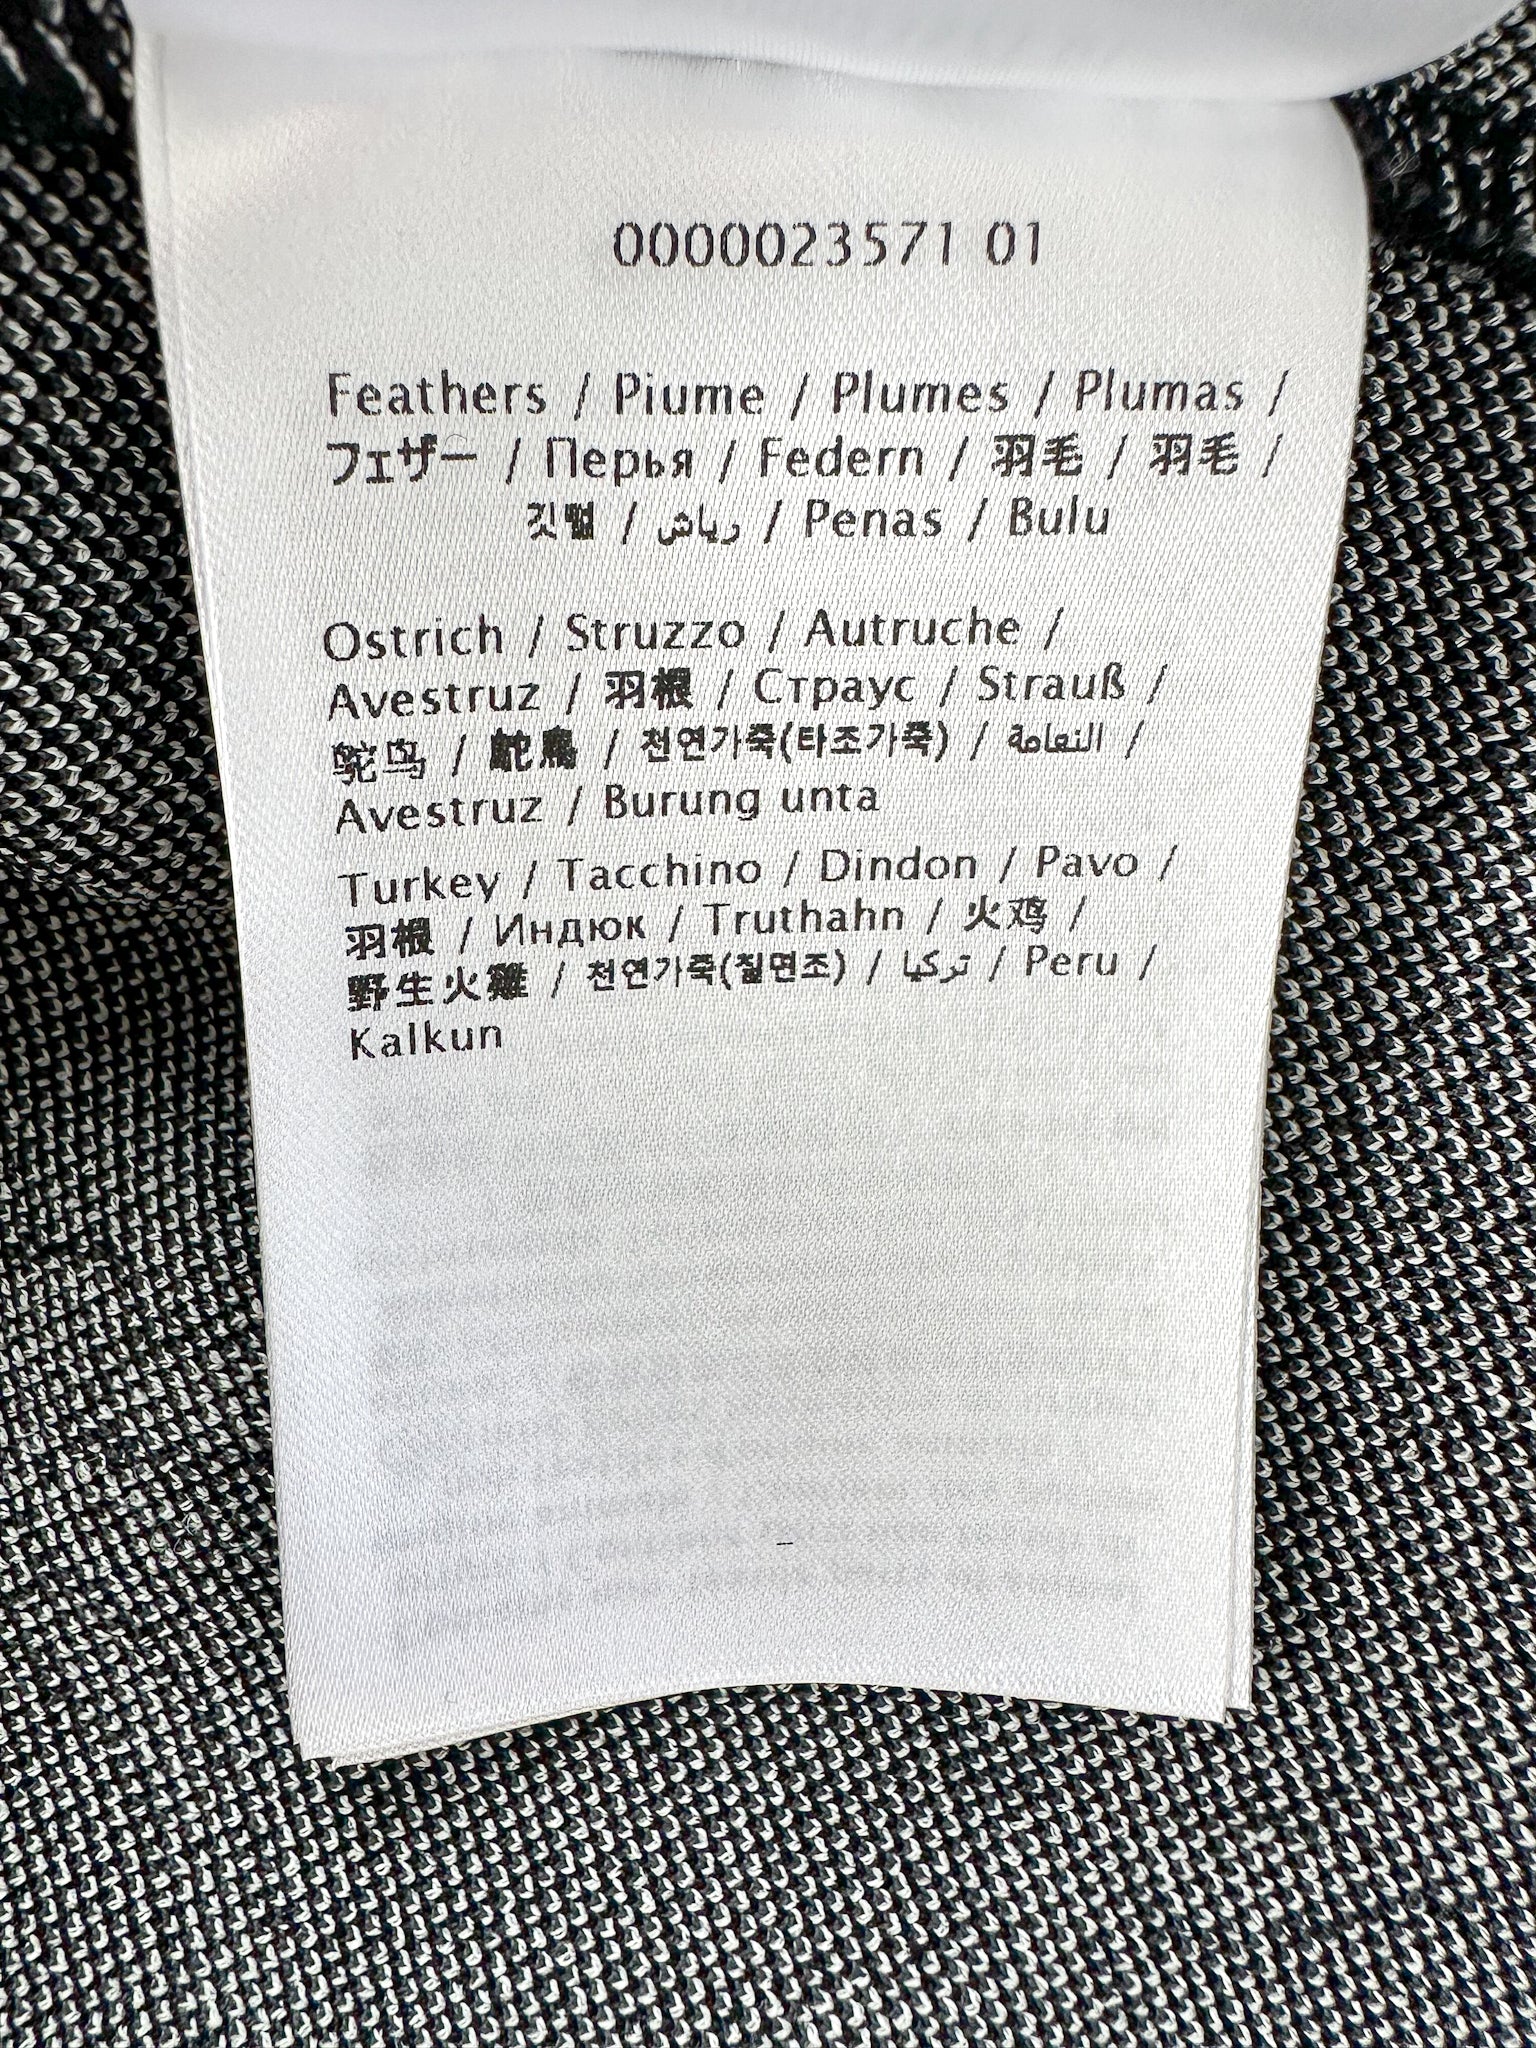 0000023571 01
Feathers / Piume / Plumes / Plumas /
フェザー / Перья / Federn / 羽毛 / 羽毛 /
깃털 / رياش / Penas / Bulu
Ostrich / Struzzo / Autruche /
Avestruz / 羽根 / Страус / Strauß /
鸵鸟 / 鴕鳥 / 천연가죽(타조가죽) / النعامة /
Avestruz / Burung unta
Turkey / Tacchino / Dindon / Pavo /
羽根 / Индюк / Truthahn / 火鸡 /
野生火雞 / 천연가죽(칠면조) / تركيا / Peru /
Kalkun